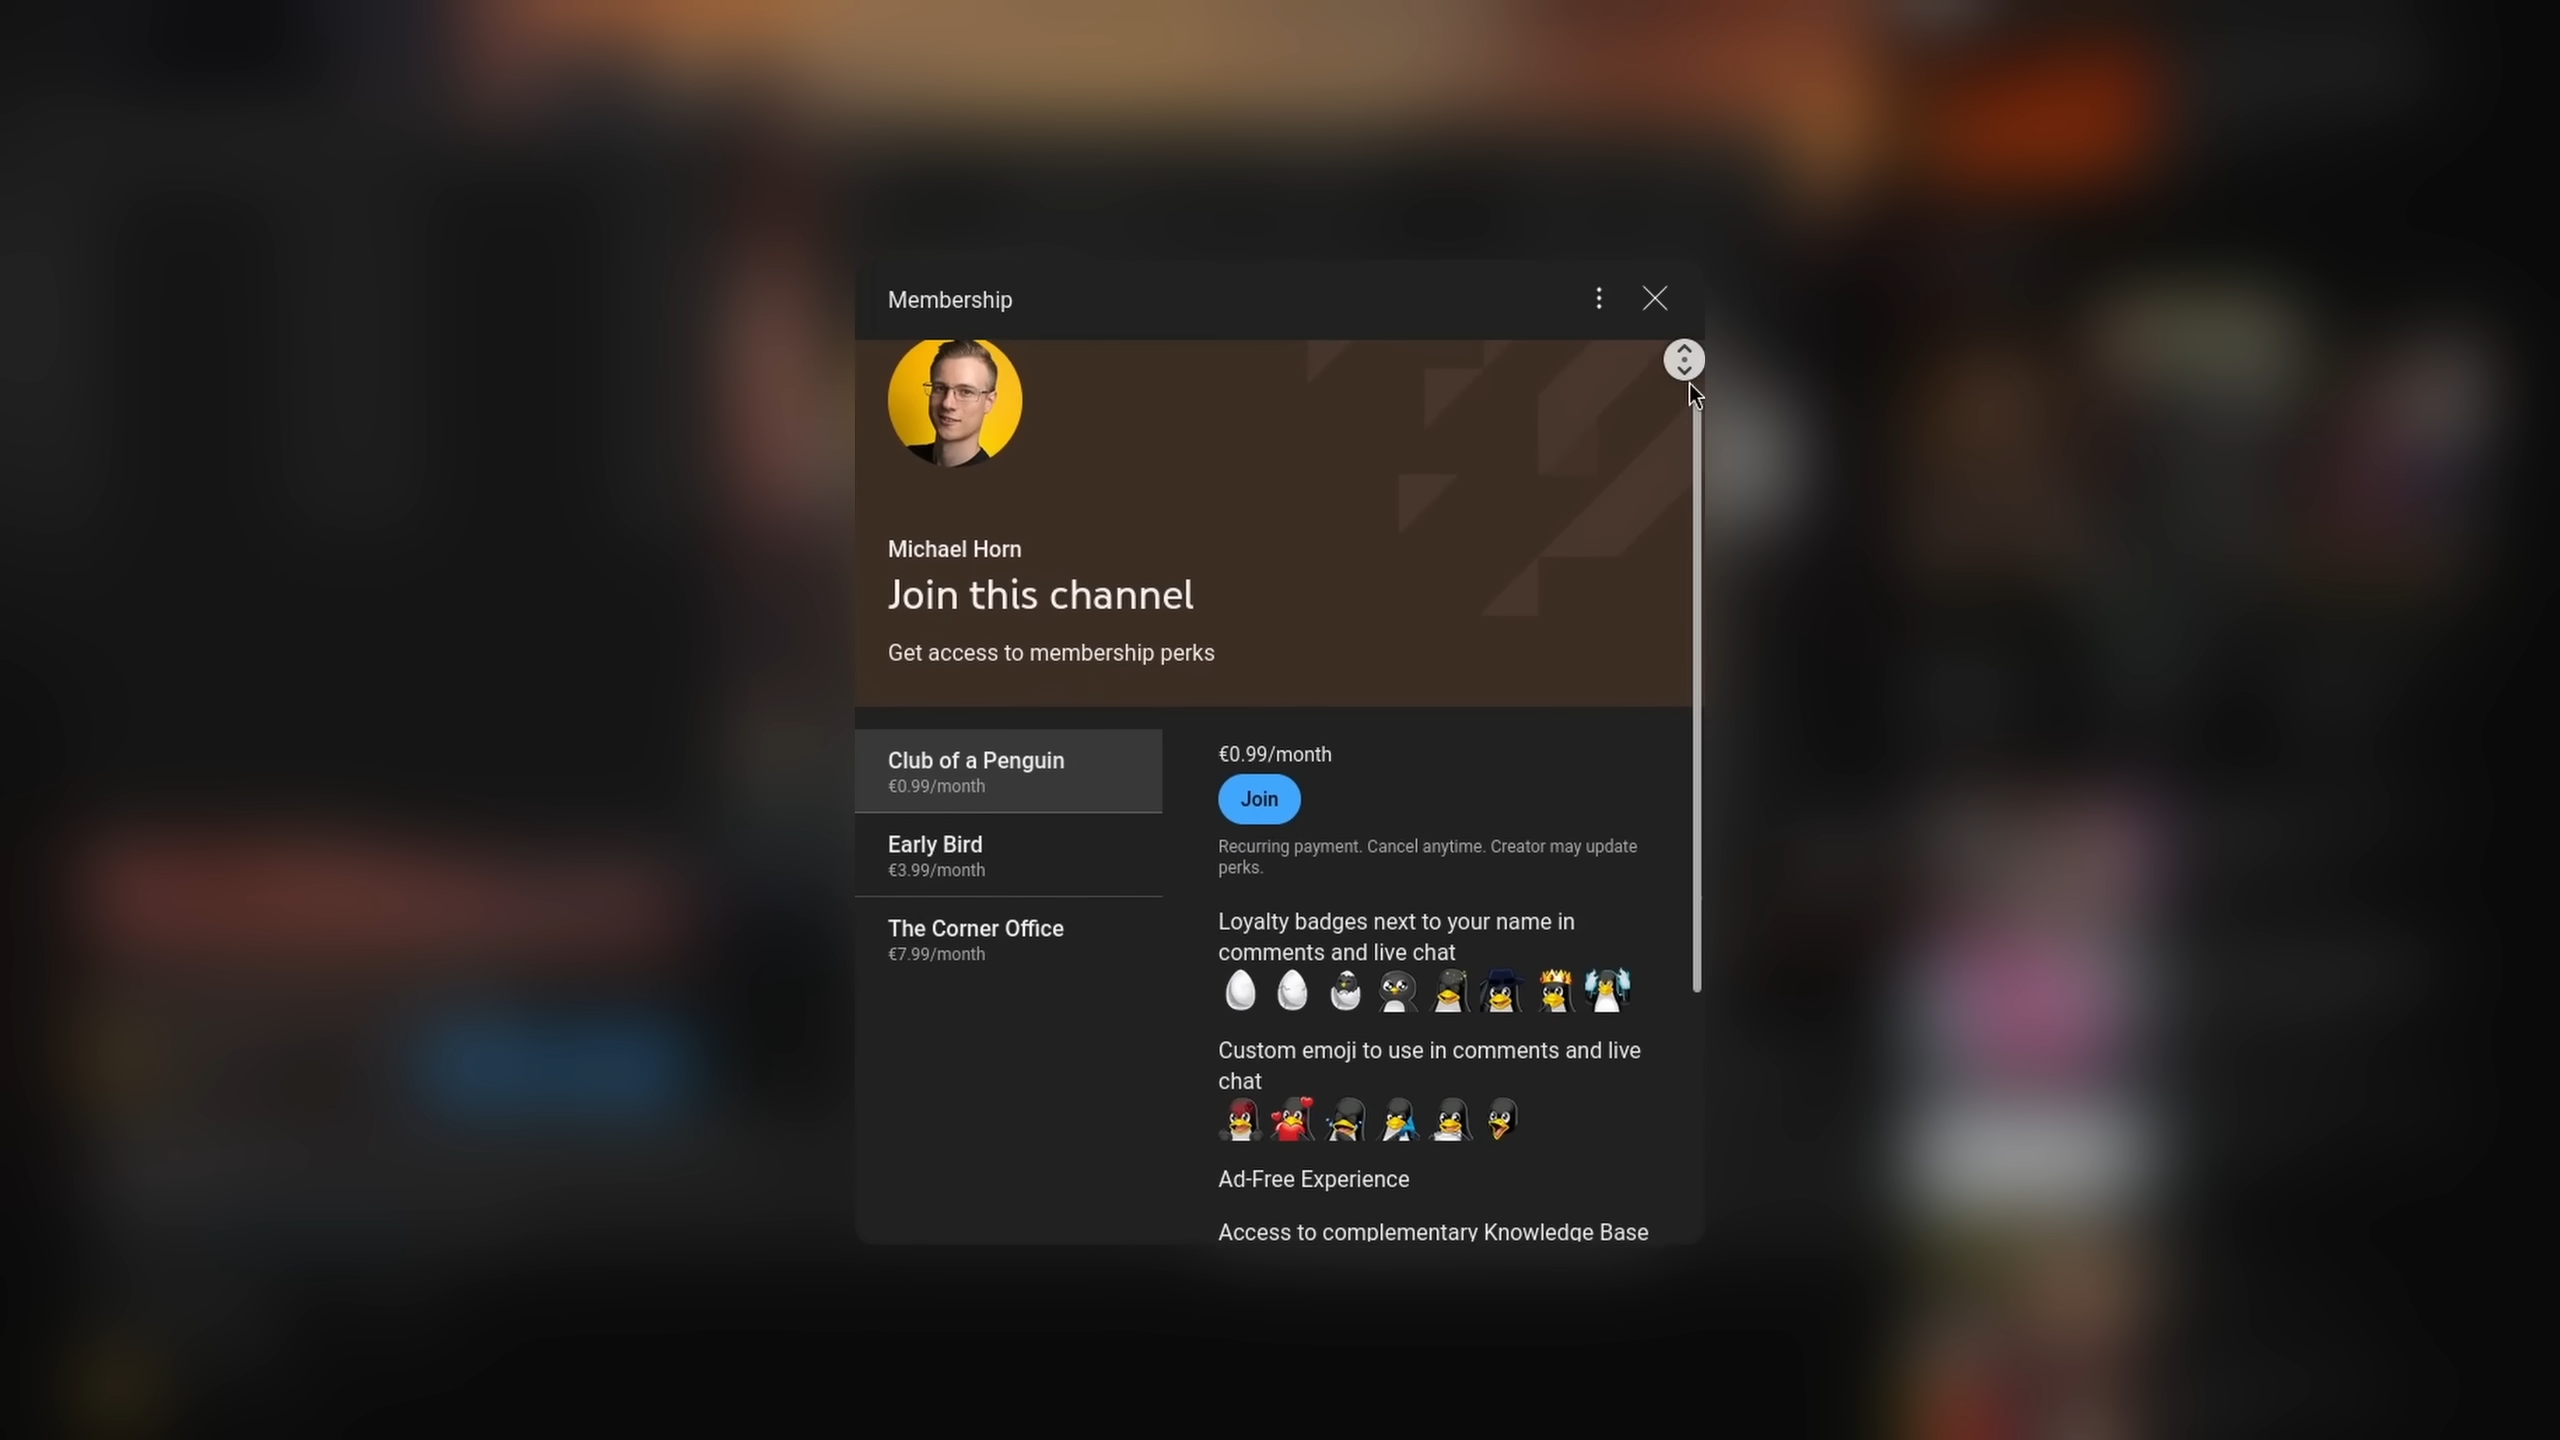 Membership
Michael Horn
Join this channel
Get access to membership perks
Club of a Penguin
€0.99/month
Early Bird
€3.99/month
The Corner Office
€7.99/month
€0.99/month
Join
Recurring payment. Cancel anytime. Creator may update
perks.
Loyalty badges next to your name in
comments and live chat
Custom emoji to use in comments and live
chat
Ad-Free Experience
Access to complementary Knowledge Base